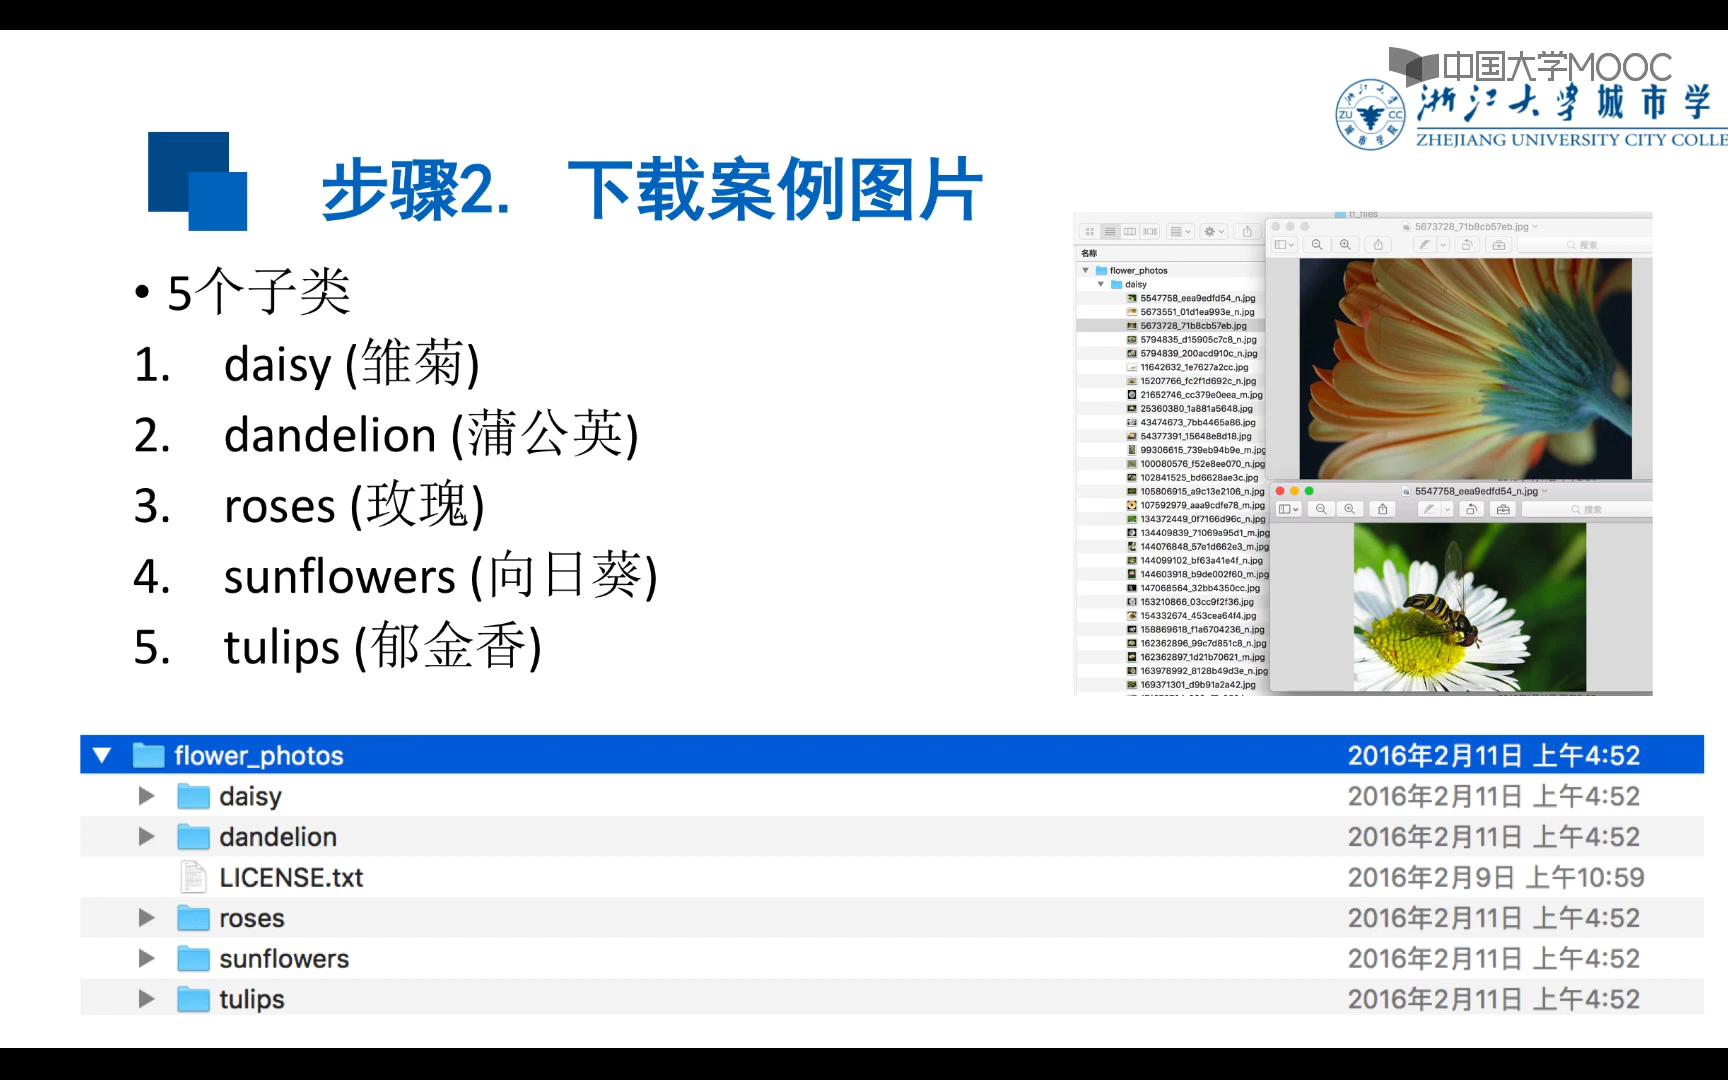 中国大学MOOC
浙江大学城市学
ZHEJIANG UNIVERSITY CITY COLLE
ZU CC
步骤2. 下载案例图片
• 5个子类
1. daisy (雏菊)
2. dandelion (蒲公英)
3. roses (玫瑰)
4. sunflowers (向日葵)
5. tulips (郁金香)
tf_files
名称
flower_photos
daisy
5547758_eea9edfd54_n.jpg
5673551_01d1ea993e_n.jpg
5673728_71b8cb57eb.jpg
5794835_d15905c7c8_n.jpg
5794839_200acd910c_n.jpg
11642632_1e7627a2cc.jpg
15207766_fc2f1d692c_n.jpg
21652746_cc379e0eea_m.jpg
25360380_1a881a5648.jpg
43474673_7bb4465a86.jpg
54377391_15648e8d18.jpg
99306615_739eb94b9e_m.jpg
100080576_f52e8ee070_n.jpg
102841525_bd6628ae3c.jpg
105806915_a9c13e2106_n.jpg
107592979_aaa9cdfe78_m.jpg
134372449_0f7166d96c_n.jpg
134409839_71069a95d1_m.jpg
144076848_57e1d662e3_m.jpg
144099102_bf63a41e4f_n.jpg
144603918_b9de002f60_m.jpg
147068564_32bb4350cc.jpg
153210866_03cc9f2f36.jpg
154332674_453cea64f4.jpg
158869618_f1a6704236_n.jpg
162362896_99c7d851c8_n.jpg
162362897_1d21b70621_m.jpg
163978992_8128b49d3e_n.jpg
169371301_d9b91a2a42.jpg
5673728_71b8cb57eb.jpg
搜索
5547758_eea9edfd54_n.jpg
搜索
flower_photos 2016年2月11日 上午4:52
daisy 2016年2月11日 上午4:52
dandelion 2016年2月11日 上午4:52
LICENSE.txt 2016年2月9日 上午10:59
roses 2016年2月11日 上午4:52
sunflowers 2016年2月11日 上午4:52
tulips 2016年2月11日 上午4:52